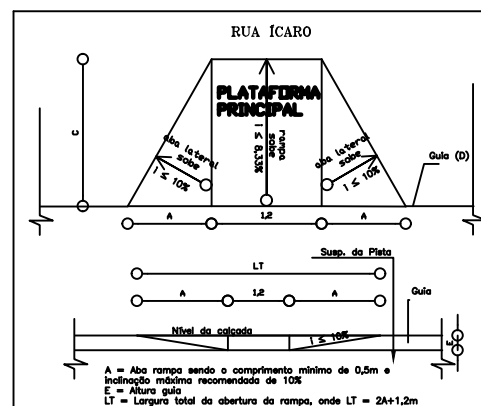 RUA ÍCARO
PLATAFORMA
PRINCIPAL
C
aba lateral
sobe
i ≤ 10%
rampa
sobe
i ≤ 8,33%
aba lateral
sobe
i ≤ 10%
Guia (D)
A
1,2
A
Susp. da Pista
LT
A
1,2
A
Guia
Nível da calçada
i ≤ 10%
E
A = Aba rampa sendo o comprimento mínimo de 0,5m e
inclinação máxima recomendada de 10%
E = Altura guia
LT = Largura total da abertura da rampa, onde LT = 2A+1,2m